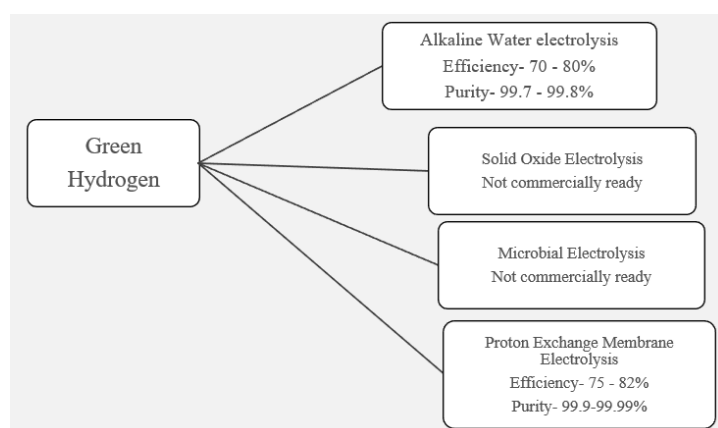 Green
Hydrogen
Alkaline Water electrolysis
Efficiency- 70 - 80%
Purity- 99.7 - 99.8%
Solid Oxide Electrolysis
Not commercially ready
Microbial Electrolysis
Not commercially ready
Proton Exchange Membrane
Electrolysis
Efficiency- 75 - 82%
Purity- 99.9-99.99%